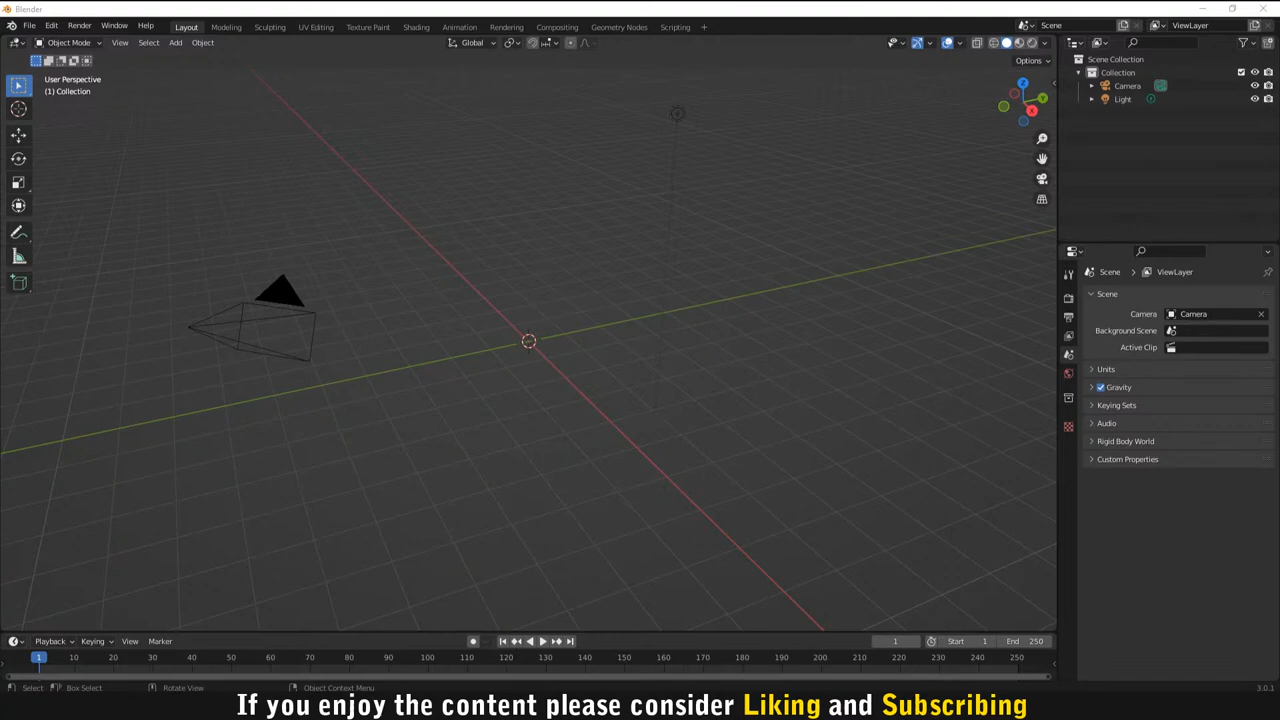 Blender
File Edit Render Window Help Layout Modeling Sculpting UV Editing Texture Paint Shading Animation Rendering Compositing Geometry Nodes Scripting + Scene ViewLayer
Object Mode View Select Add Object Global
Options
User Perspective
(1) Collection
Z
Y
X
Scene Collection
Collection
Camera
Light
Scene > ViewLayer
Scene
Camera Camera
Background Scene
Active Clip
Units
Gravity
Keying Sets
Audio
Rigid Body World
Custom Properties
Playback Keying View Marker 1 Start 1 End 250
1 10 20 30 40 50 60 70 80 90 100 110 120 130 140 150 160 170 180 190 200 210 220 230 240 250
Select Box Select Rotate View Object Context Menu 3.0.1
If you enjoy the content please consider Liking and Subscribing